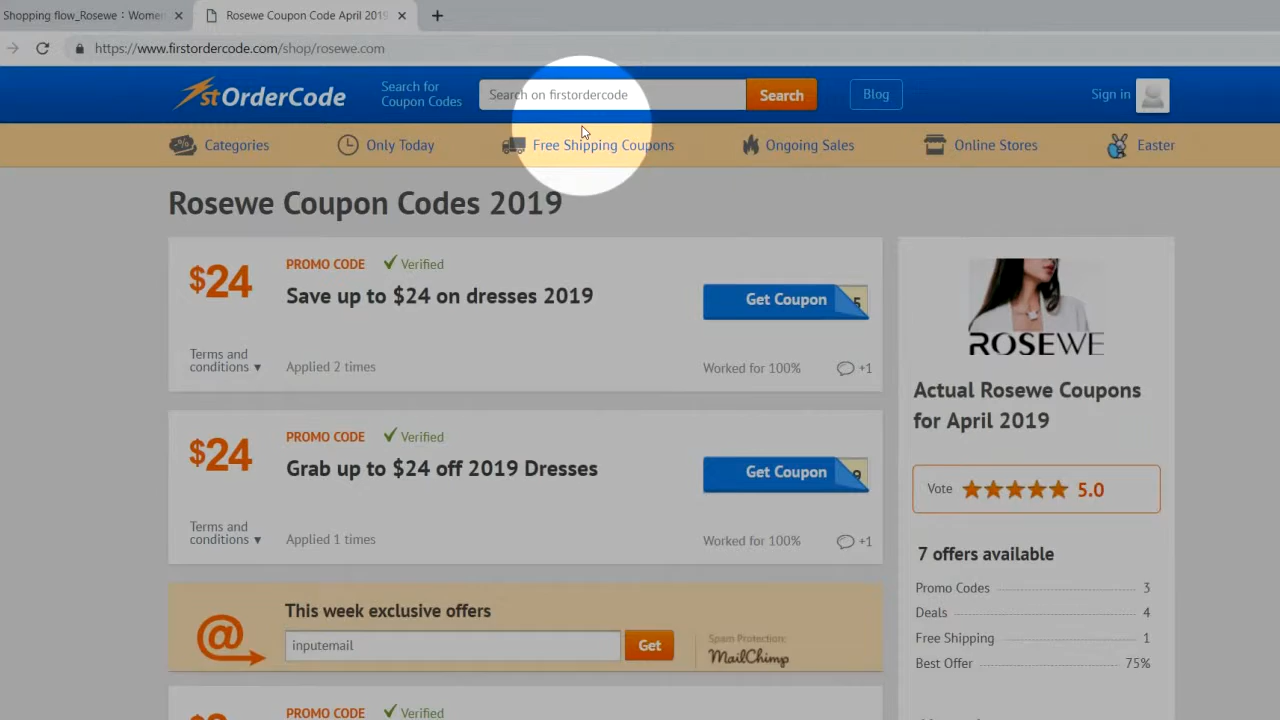 Shopping flow_Rosewe : Women
Rosewe Coupon Code April 2019
https://www.firstordercode.com/shop/rosewe.com
1stOrderCode
Search for
Coupon Codes
Search on firstordercode
Search
Blog
Sign in
Categories
Only Today
Free Shipping Coupons
Ongoing Sales
Online Stores
Easter
Rosewe Coupon Codes 2019
$24
PROMO CODE
Verified
Save up to $24 on dresses 2019
Get Coupon
5
Terms and
conditions
Applied 2 times
Worked for 100%
+1
$24
PROMO CODE
Verified
Grab up to $24 off 2019 Dresses
Get Coupon
9
Terms and
conditions
Applied 1 times
Worked for 100%
+1
This week exclusive offers
@
inputemail
Get
Spam Protection:
MailChimp
PROMO CODE
Verified
ROSEWE
Actual Rosewe Coupons
for April 2019
Vote
5.0
7 offers available
Promo Codes 3
Deals 4
Free Shipping 1
Best Offer 75%